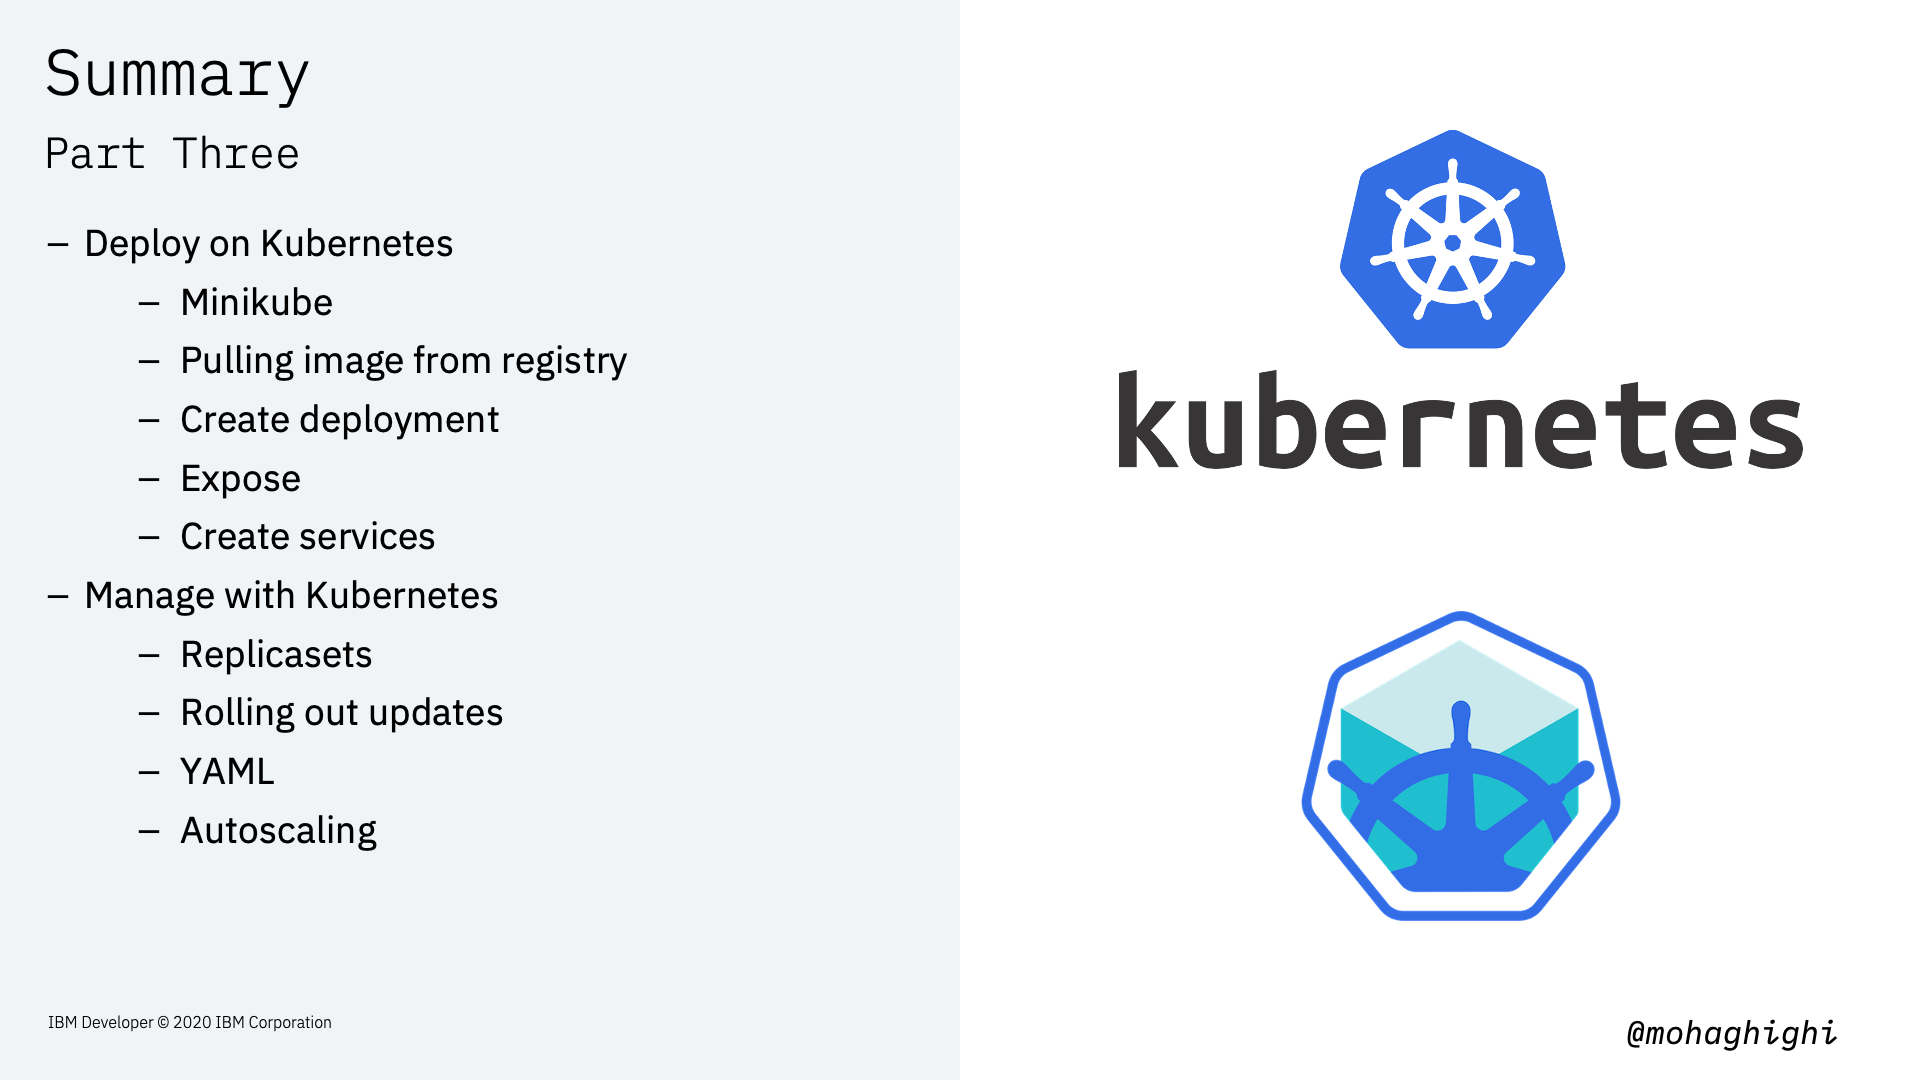 Summary
Part Three
– Deploy on Kubernetes
– Minikube
– Pulling image from registry
– Create deployment
– Expose
– Create services
– Manage with Kubernetes
– Replicasets
– Rolling out updates
– YAML
– Autoscaling
kubernetes
IBM Developer © 2020 IBM Corporation
@mohaghighi